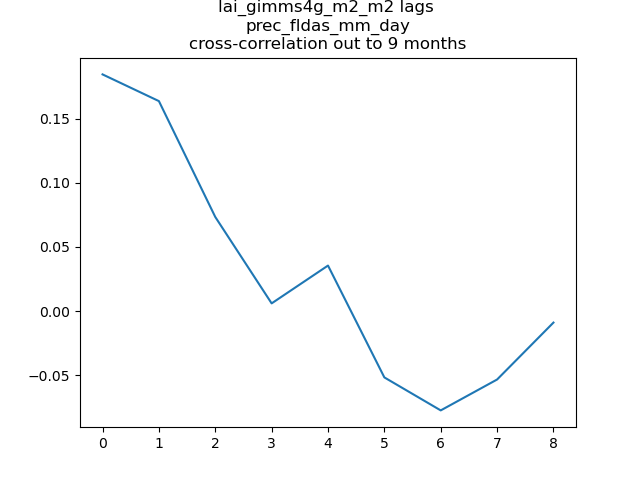 lai_gimms4g_m2_m2 lags
prec_fldas_mm_day
cross-correlation out to 9 months
0.15
0.10
0.05
0.00
−0.05
0 1 2 3 4 5 6 7 8